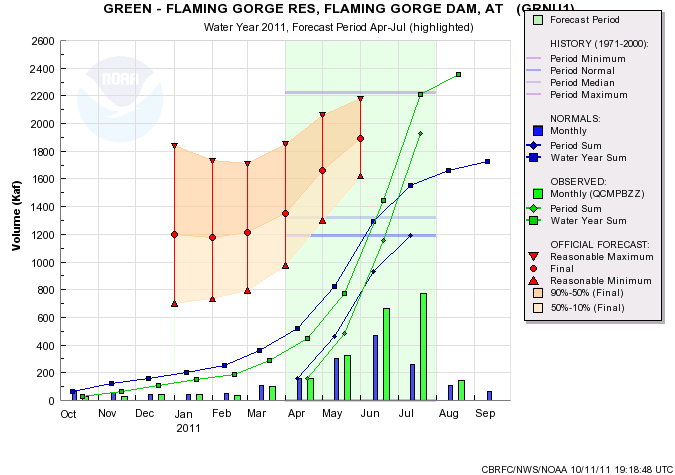 GREEN - FLAMING GORGE RES, FLAMING GORGE DAM, AT (GRNU1)
Water Year 2011, Forecast Period Apr-Jul (highlighted)
NOAA
Volume (Kaf)
2600
2400
2200
2000
1800
1600
1400
1200
1000
800
600
400
200
0
Oct Nov Dec Jan Feb Mar Apr May Jun Jul Aug Sep
2011
Forecast Period
HISTORY (1971-2000):
Period Minimum
Period Normal
Period Median
Period Maximum
NORMALS:
Monthly
Period Sum
Water Year Sum
OBSERVED:
Monthly (QCMPBZZ)
Period Sum
Water Year Sum
OFFICIAL FORECAST:
Reasonable Maximum
Final
Reasonable Minimum
90%-50% (Final)
50%-10% (Final)
CBRFC/NWS/NOAA 10/11/11 19:18:48 UTC